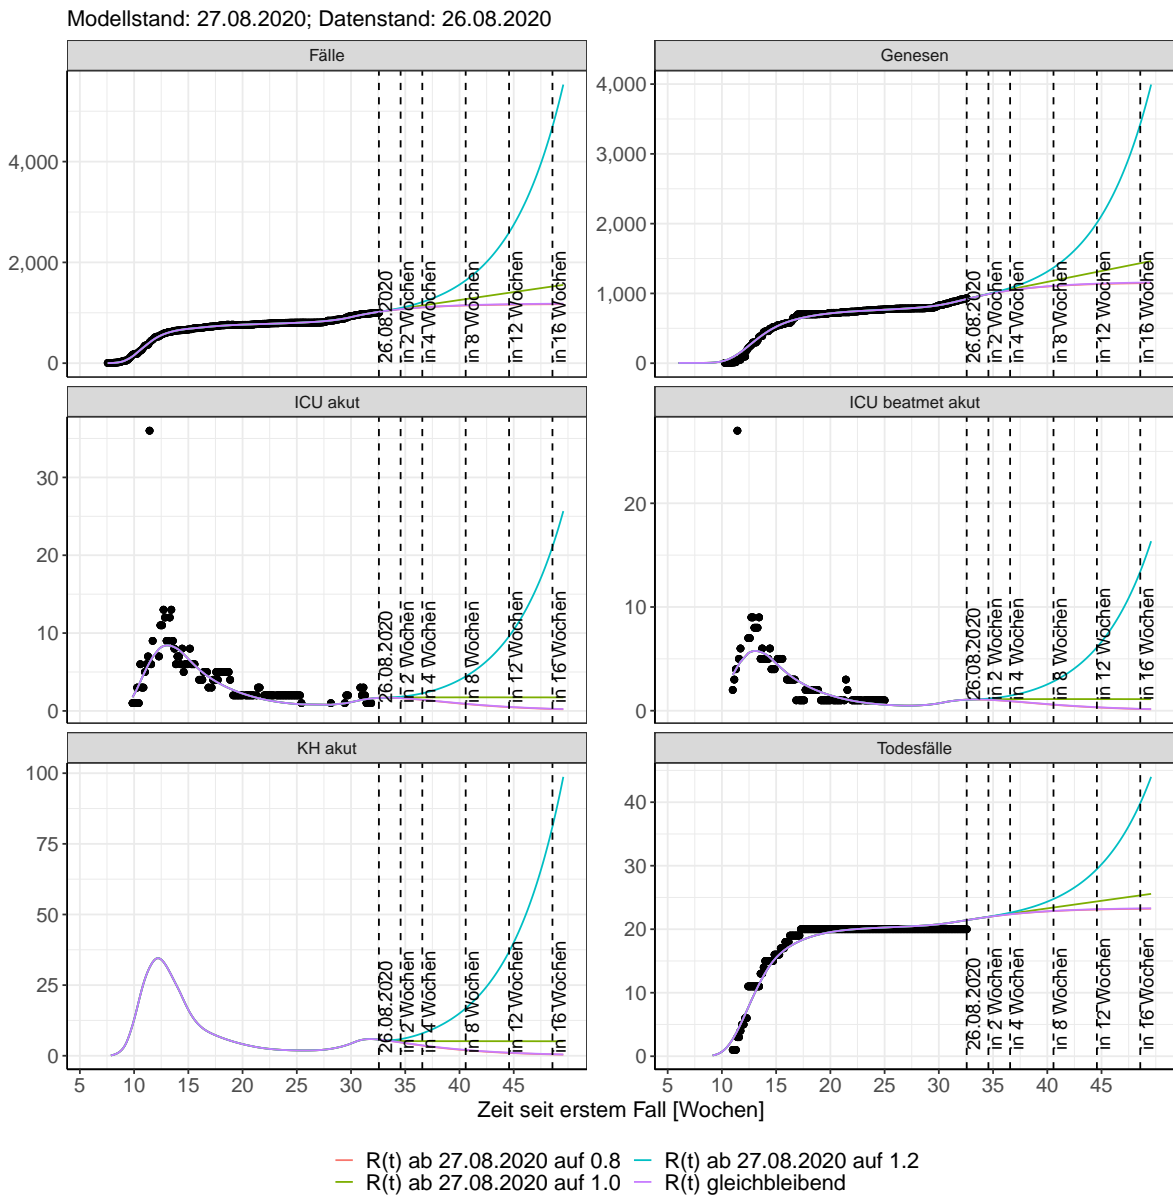 Modellstand: 27.08.2020; Datenstand: 26.08.2020
Fälle
4,000
2,000
0
26.08.2020
in 2 Wochen
in 4 Wochen
in 8 Wochen
in 12 Wochen
in 16 Wochen
Genesen
4,000
3,000
2,000
1,000
0
26.08.2020
in 2 Wochen
in 4 Wochen
in 8 Wochen
in 12 Wochen
in 16 Wochen
ICU akut
30
20
10
0
26.08.2020
in 2 Wochen
in 4 Wochen
in 8 Wochen
in 12 Wochen
in 16 Wochen
ICU beatmet akut
20
10
0
26.08.2020
in 2 Wochen
in 4 Wochen
in 8 Wochen
in 12 Wochen
in 16 Wochen
KH akut
100
75
50
25
0
26.08.2020
in 2 Wochen
in 4 Wochen
in 8 Wochen
in 12 Wochen
in 16 Wochen
5 10 15 20 25 30 35 40 45
Todesfälle
40
30
20
10
0
26.08.2020
in 2 Wochen
in 4 Wochen
in 8 Wochen
in 12 Wochen
in 16 Wochen
5 10 15 20 25 30 35 40 45
Zeit seit erstem Fall [Wochen]
R(t) ab 27.08.2020 auf 0.8
R(t) ab 27.08.2020 auf 1.2
R(t) ab 27.08.2020 auf 1.0
R(t) gleichbleibend